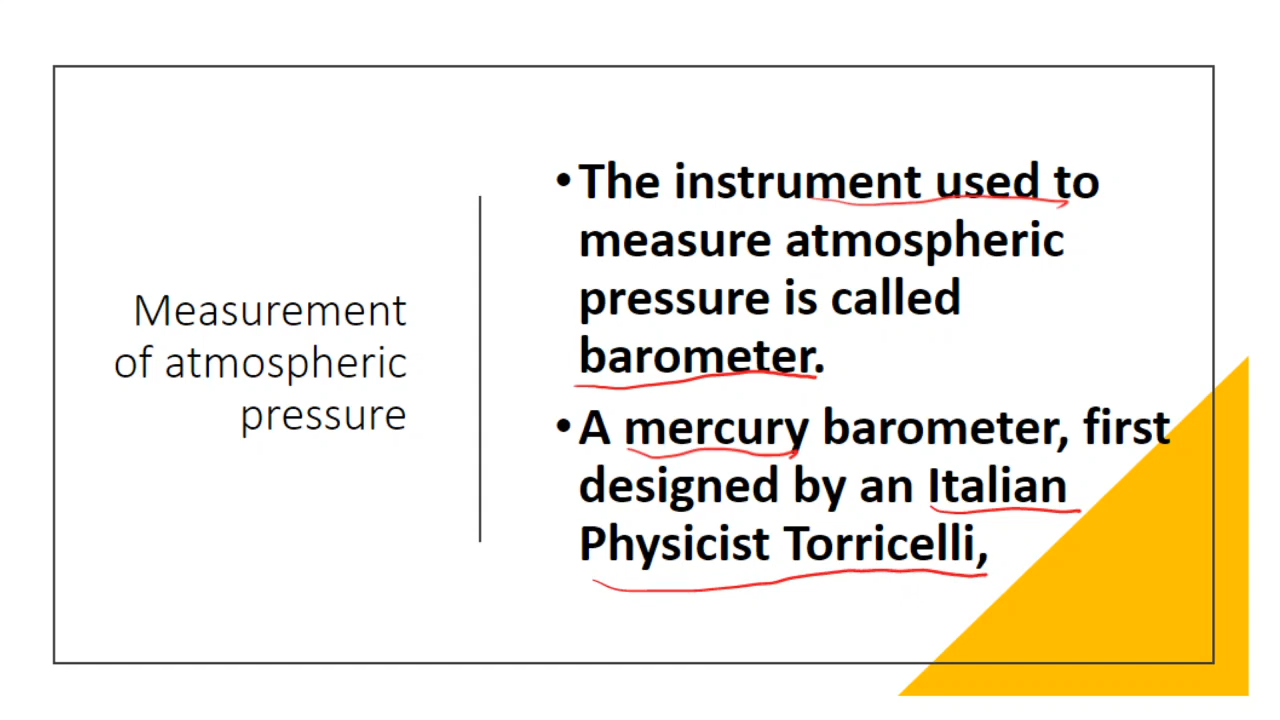 Measurement
of atmospheric
pressure
•The instrument used to
measure atmospheric
pressure is called
barometer.
•A mercury barometer, first
designed by an Italian
Physicist Torricelli,